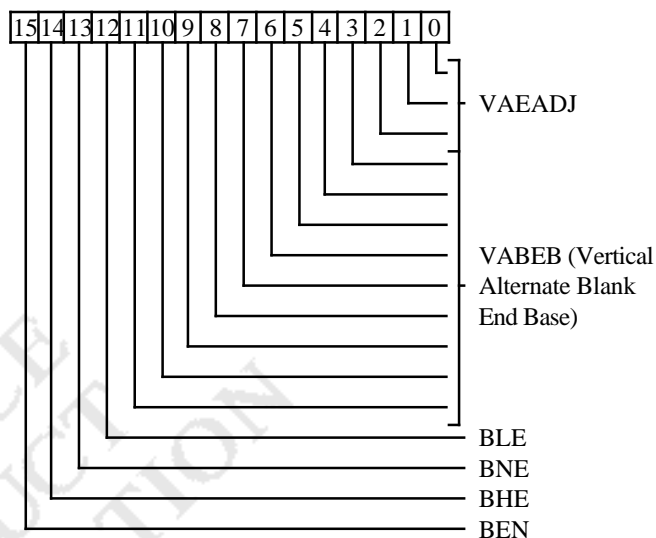 15 14 13 12 11 10 9 8 7 6 5 4 3 2 1 0
VAEADJ
VABEB (Vertical
Alternate Blank
End Base)
BLE
BNE
BHE
BEN